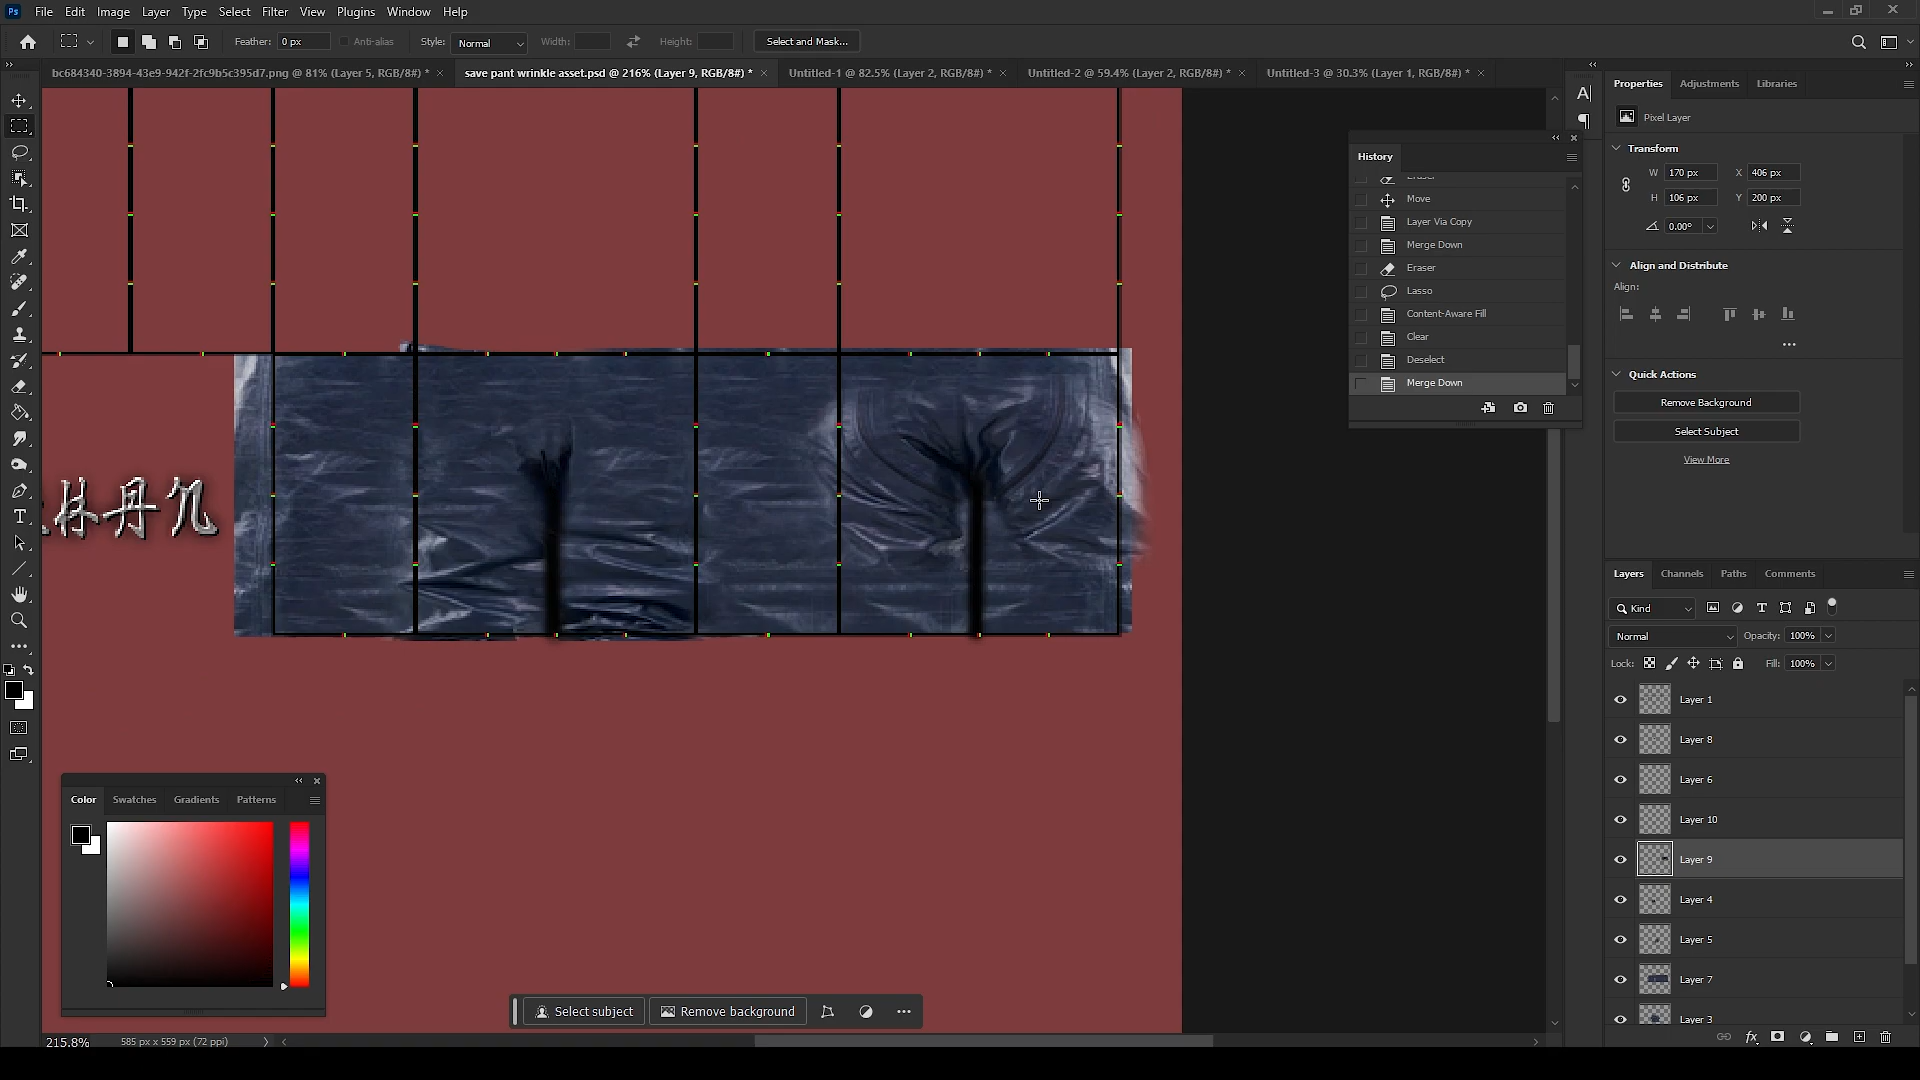 Ps File Edit Image Layer Type Select Filter View Plugins Window Help
Feather: 0 px Anti-alias Style: Normal Width: Height: Select and Mask...
bc684340-3894-43e9-942f-2fc9b5c395d7.png @ 81% (Layer 5, RGB/8#) * save pant wrinkle asset.psd @ 216% (Layer 9, RGB/8#) * Untitled-1 @ 82.5% (Layer 2, RGB/8#) * Untitled-2 @ 59.4% (Layer 2, RGB/8#) * Untitled-3 @ 30.3% (Layer 1, RGB/8#) *
History
Eraser
Move
Layer Via Copy
Merge Down
Eraser
Lasso
Content-Aware Fill
Clear
Deselect
Merge Down
Properties Adjustments Libraries
Pixel Layer
Transform
W 170 px X 406 px
H 106 px Y 200 px
0.00°
Align and Distribute
Align:
Quick Actions
Remove Background
Select Subject
View More
林丹
Layers Channels Paths Comments
Kind
Normal Opacity: 100%
Lock: Fill: 100%
Layer 1
Layer 8
Layer 6
Layer 10
Layer 9
Layer 4
Layer 5
Layer 7
Layer 3
Color Swatches Gradients Patterns
Select subject Remove background
215.8% 585 px x 559 px (72 ppi)